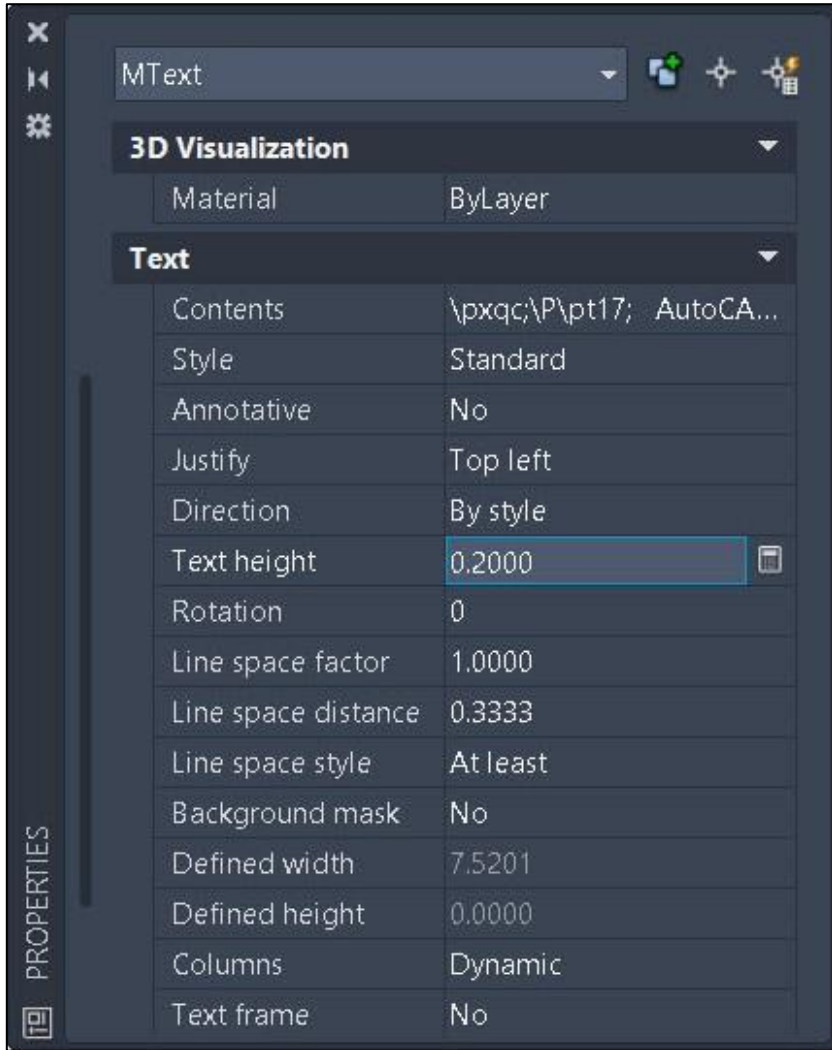 MText
3D Visualization
Material ByLayer
Text
Contents \pxqc;\P\pt17; AutoCA...
Style Standard
Annotative No
Justify Top left
Direction By style
Text height 0.2000
Rotation 0
Line space factor 1.0000
Line space distance 0.3333
Line space style At least
Background mask No
Defined width 7.5201
Defined height 0.0000
Columns Dynamic
Text frame No
PROPERTIES